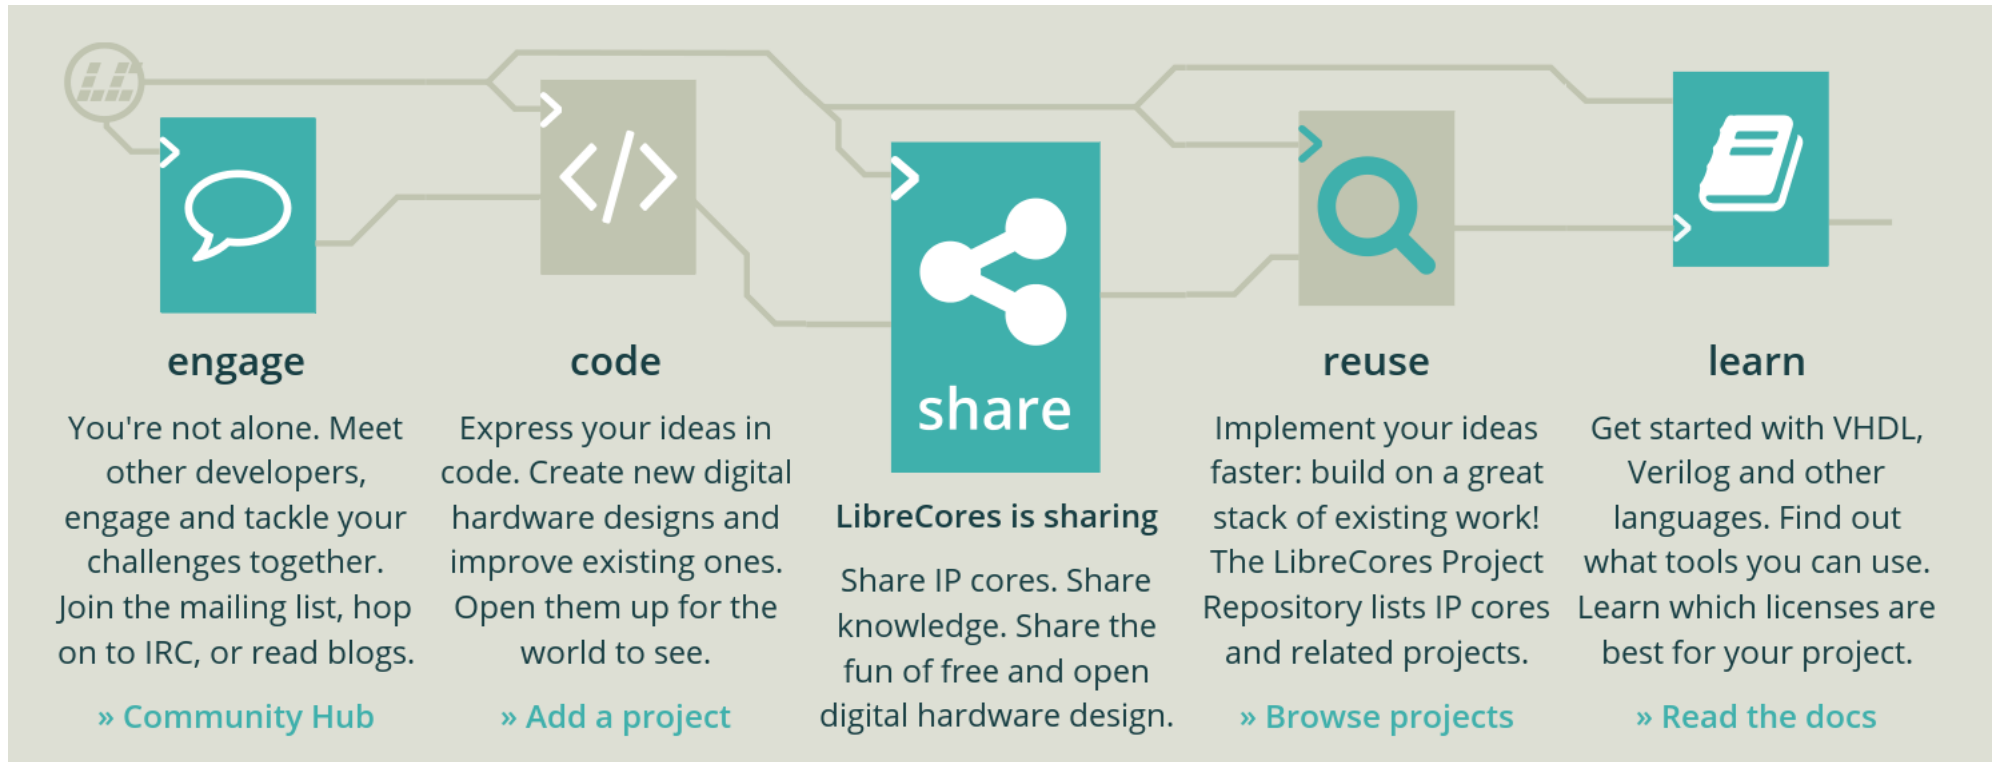 LC
engage
You're not alone. Meet
other developers,
engage and tackle your
challenges together.
Join the mailing list, hop
on to IRC, or read blogs.
» Community Hub
code
Express your ideas in
code. Create new digital
hardware designs and
improve existing ones.
Open them up for the
world to see.
» Add a project
share
LibreCores is sharing
Share IP cores. Share
knowledge. Share the
fun of free and open
digital hardware design.
reuse
Implement your ideas
faster: build on a great
stack of existing work!
The LibreCores Project
Repository lists IP cores
and related projects.
» Browse projects
learn
Get started with VHDL,
Verilog and other
languages. Find out
what tools you can use.
Learn which licenses are
best for your project.
» Read the docs